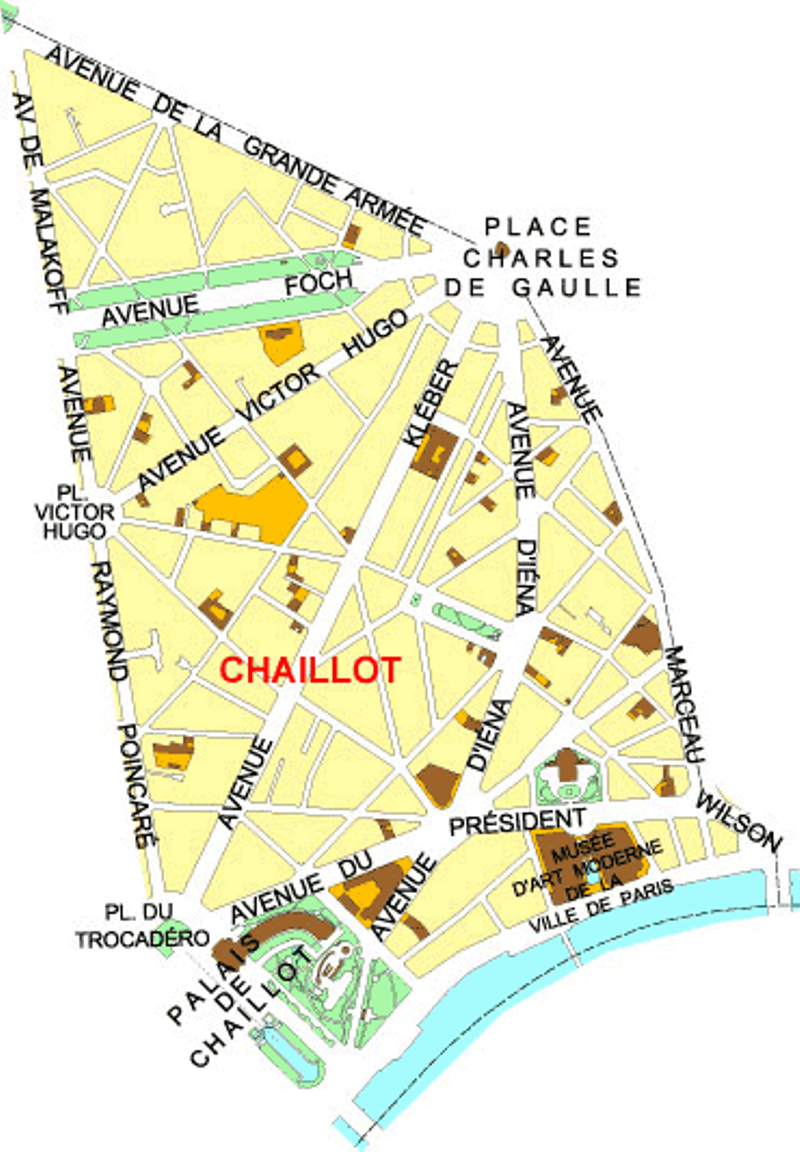 AVENUE DE LA GRANDE ARMÉE
AV DE MALAKOFF
PLACE
CHARLES
DE GAULLE
AVENUE FOCH
AVENUE VICTOR HUGO
AVENUE KLÉBER
AVENUE D'IÉNA
AVENUE MARCEAU
PL.
VICTOR
HUGO
AVENUE RAYMOND POINCARÉ
CHAILLOT
D'IÉNA
AVENUE
AVENUE DU PRÉSIDENT WILSON
MUSÉE
D'ART MODERNE
DE LA
VILLE DE PARIS
PL. DU
TROCADÉRO
PALAIS
DE
CHAILLOT